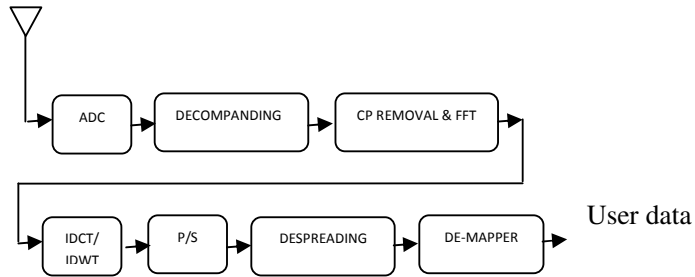 ADC
DECOMPANDING
CP REMOVAL & FFT
IDCT/
IDWT
P/S
DESPREADING
DE-MAPPER
User data